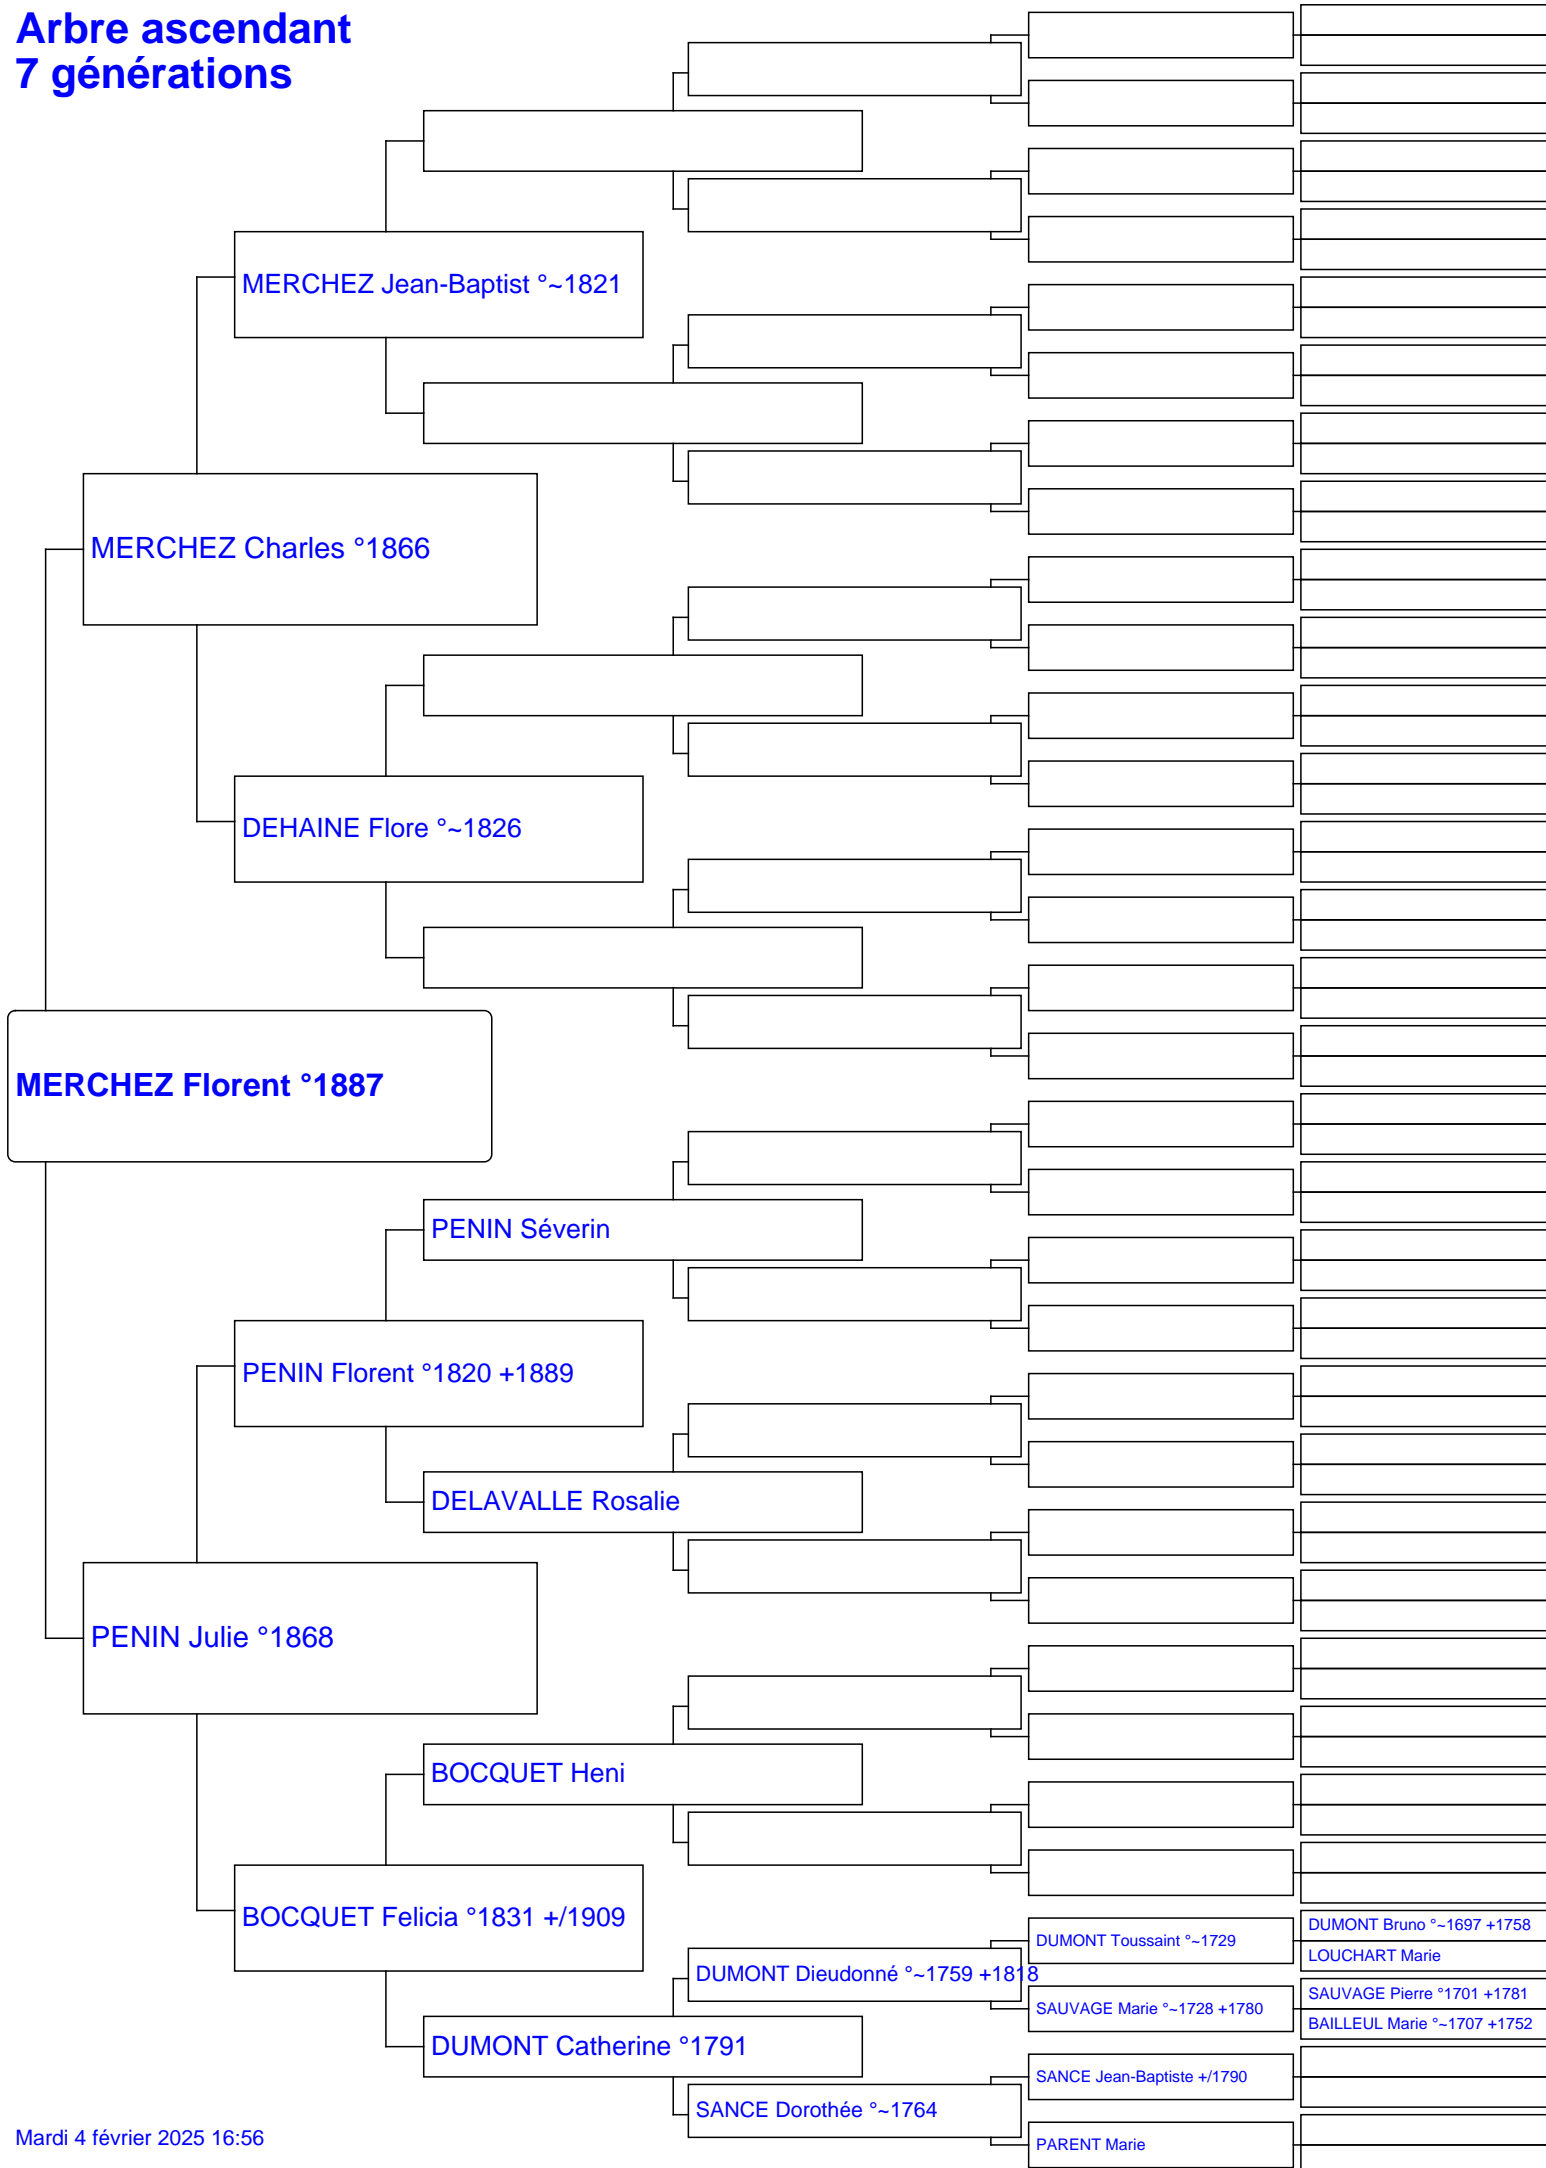 Arbre ascendant
7 générations
MERCHEZ Jean-Baptist °~1821
MERCHEZ Charles °1866
DEHAINE Flore °~1826
MERCHEZ Florent °1887
PENIN Séverin
PENIN Florent °1820 +1889
DELAVALLE Rosalie
PENIN Julie °1868
BOCQUET Heni
BOCQUET Felicia °1831 +/1909
DUMONT Bruno °~1697 +1758
DUMONT Toussaint °~1729
LOUCHART Marie
DUMONT Dieudonné °~1759 +1818
SAUVAGE Pierre °1701 +1781
SAUVAGE Marie °~1728 +1780
BAILLEUL Marie °~1707 +1752
DUMONT Catherine °1791
SANCE Jean-Baptiste +/1790
SANCE Dorothée °~1764
PARENT Marie
Mardi 4 février 2025 16:56